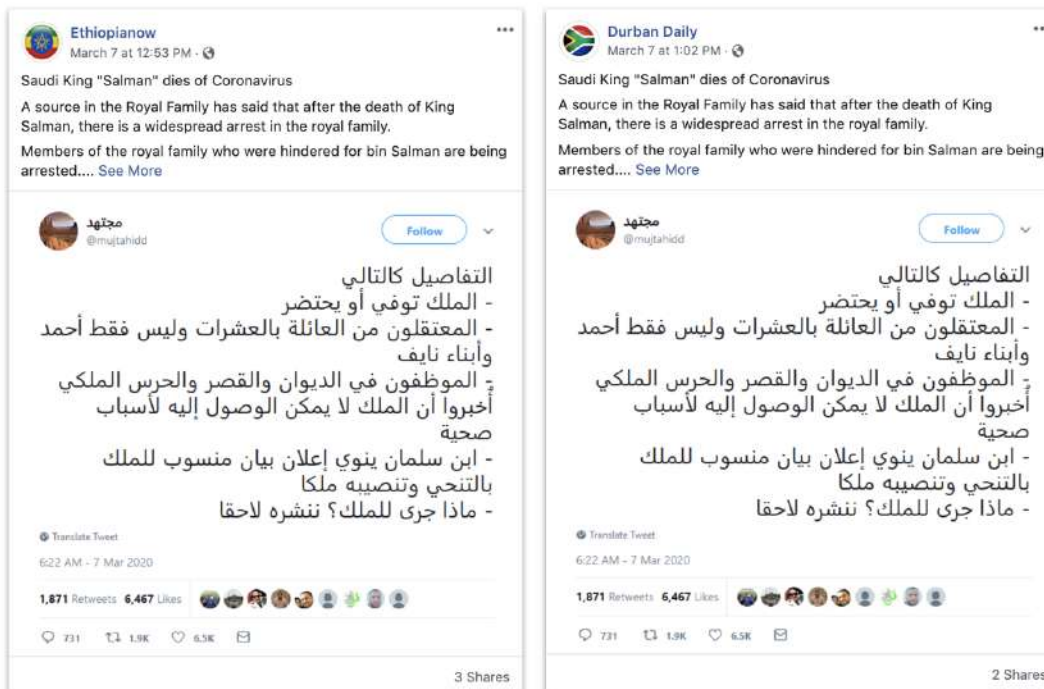 Ethiopianow
March 7 at 12:53 PM ·
Saudi King "Salman" dies of Coronavirus
A source in the Royal Family has said that after the death of King
Salman, there is a widespread arrest in the royal family.
Members of the royal family who were hindered for bin Salman are being
arrested.... See More
مجتهد
@mujtahidd
Follow
التفاصيل كالتالي
- الملك توفي أو يحتضر
- المعتقلون من العائلة بالعشرات وليس فقط أحمد
وأبناء نايف
- الموظفون في الديوان والقصر والحرس الملكي
أخبروا أن الملك لا يمكن الوصول إليه لأسباب
صحية
- ابن سلمان ينوي إعلان بيان منسوب للملك
بالتنحي وتنصيبه ملكا
- ماذا جرى للملك؟ ننشره لاحقا
Translate Tweet
6:22 AM - 7 Mar 2020
1,871 Retweets 6,467 Likes
731 1.9K 6.5K
3 Shares
Durban Daily
March 7 at 1:02 PM ·
Saudi King "Salman" dies of Coronavirus
A source in the Royal Family has said that after the death of King
Salman, there is a widespread arrest in the royal family.
Members of the royal family who were hindered for bin Salman are being
arrested.... See More
مجتهد
@mujtahidd
Follow
التفاصيل كالتالي
- الملك توفي أو يحتضر
- المعتقلون من العائلة بالعشرات وليس فقط أحمد
وأبناء نايف
- الموظفون في الديوان والقصر والحرس الملكي
أخبروا أن الملك لا يمكن الوصول إليه لأسباب
صحية
- ابن سلمان ينوي إعلان بيان منسوب للملك
بالتنحي وتنصيبه ملكا
- ماذا جرى للملك؟ ننشره لاحقا
Translate Tweet
6:22 AM - 7 Mar 2020
1,871 Retweets 6,467 Likes
731 1.9K 6.5K
2 Shares